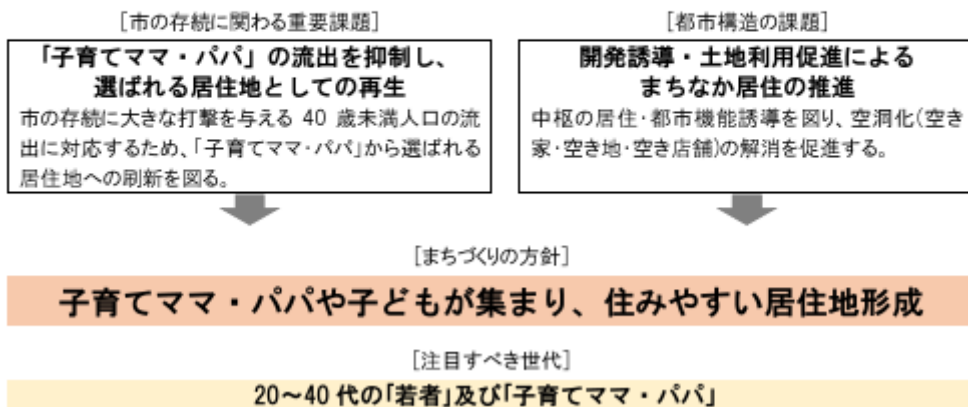 [市の存続に関わる重要課題]
「子育てママ・パパ」の流出を抑制し、
選ばれる居住地としての再生
市の存続に大きな打撃を与える 40 歳未満人口の流
出に対応するため、「子育てママ・パパ」から選ばれる
居住地への刷新を図る。
[都市構造の課題]
開発誘導・土地利用促進による
まちなか居住の推進
中枢の居住・都市機能誘導を図り、空洞化(空き
家・空き地・空き店舗)の解消を促進する。
[まちづくりの方針]
子育てママ・パパや子どもが集まり、住みやすい居住地形成
[注目すべき世代]
20～40 代の「若者」及び「子育てママ・パパ」